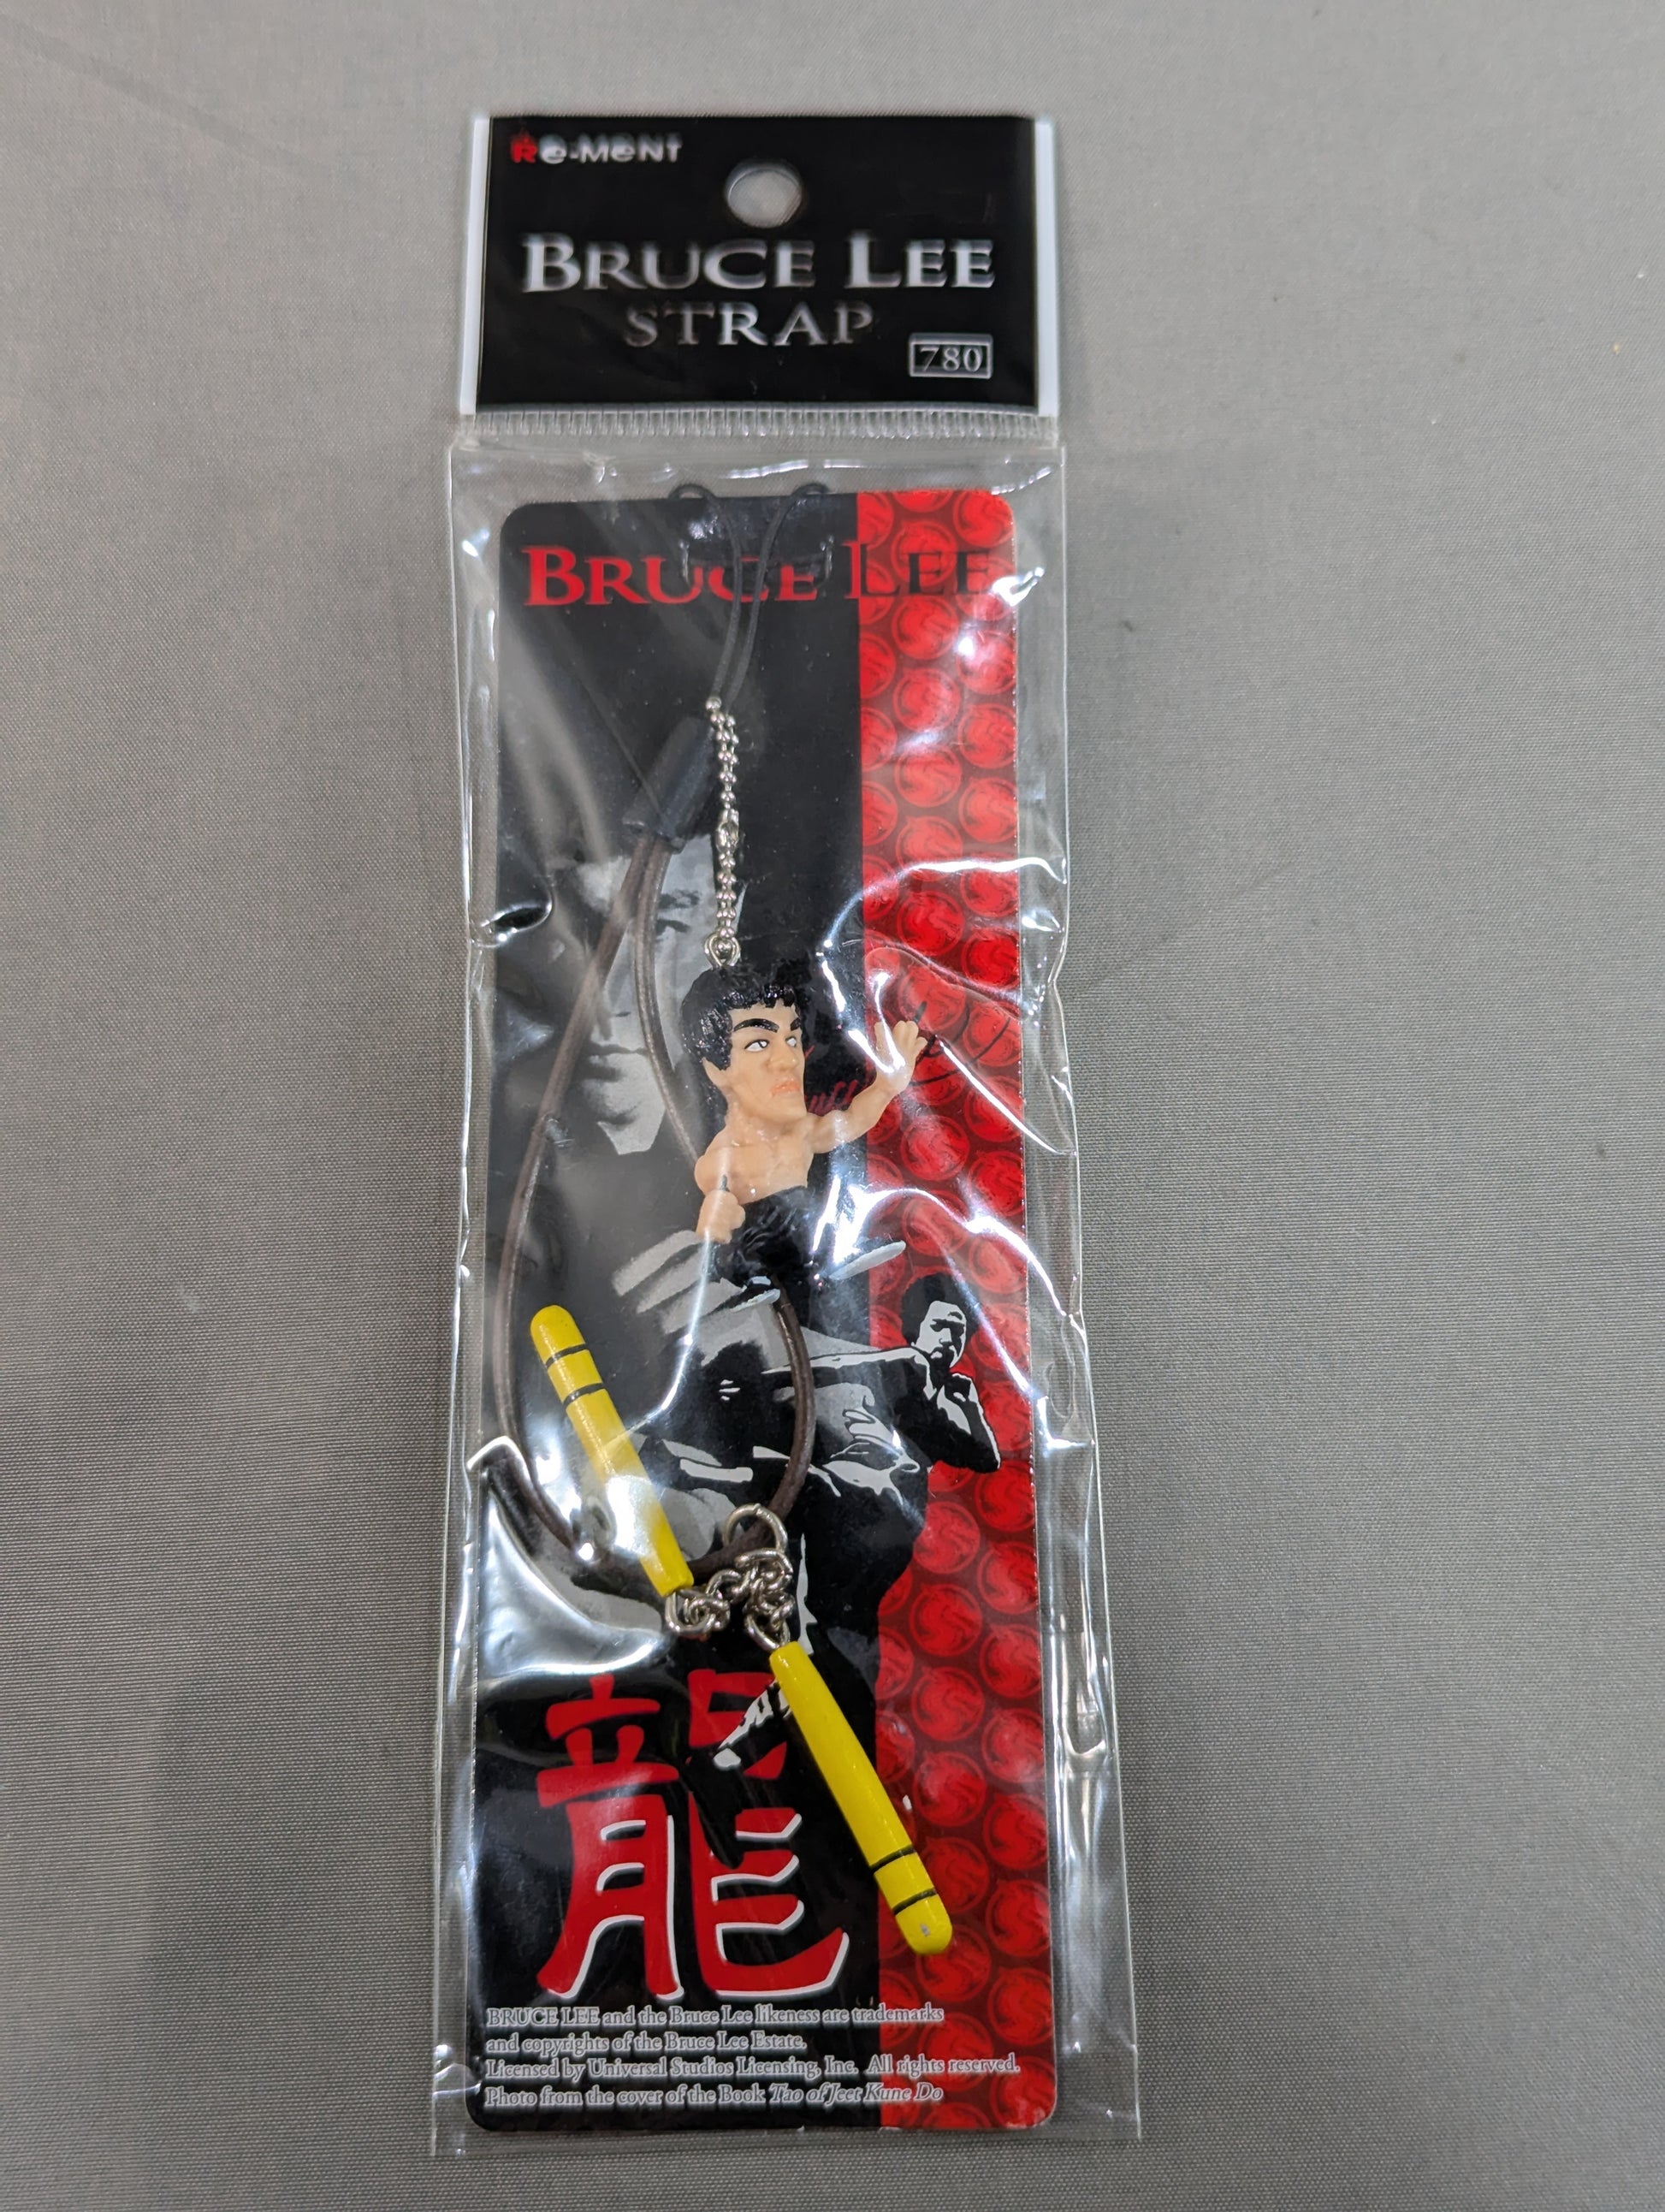 Re-MeNT
BRUCE LEE
STRAP
780
BRUCE LEE
龍
BRUCE LEE and the Bruce Lee likeness are trademarks
and copyrights of the Bruce Lee Estate.
Licensed by Universal Studios Licensing, Inc. All rights reserved.
Photo from the cover of the Book Tao of Jeet Kune Do